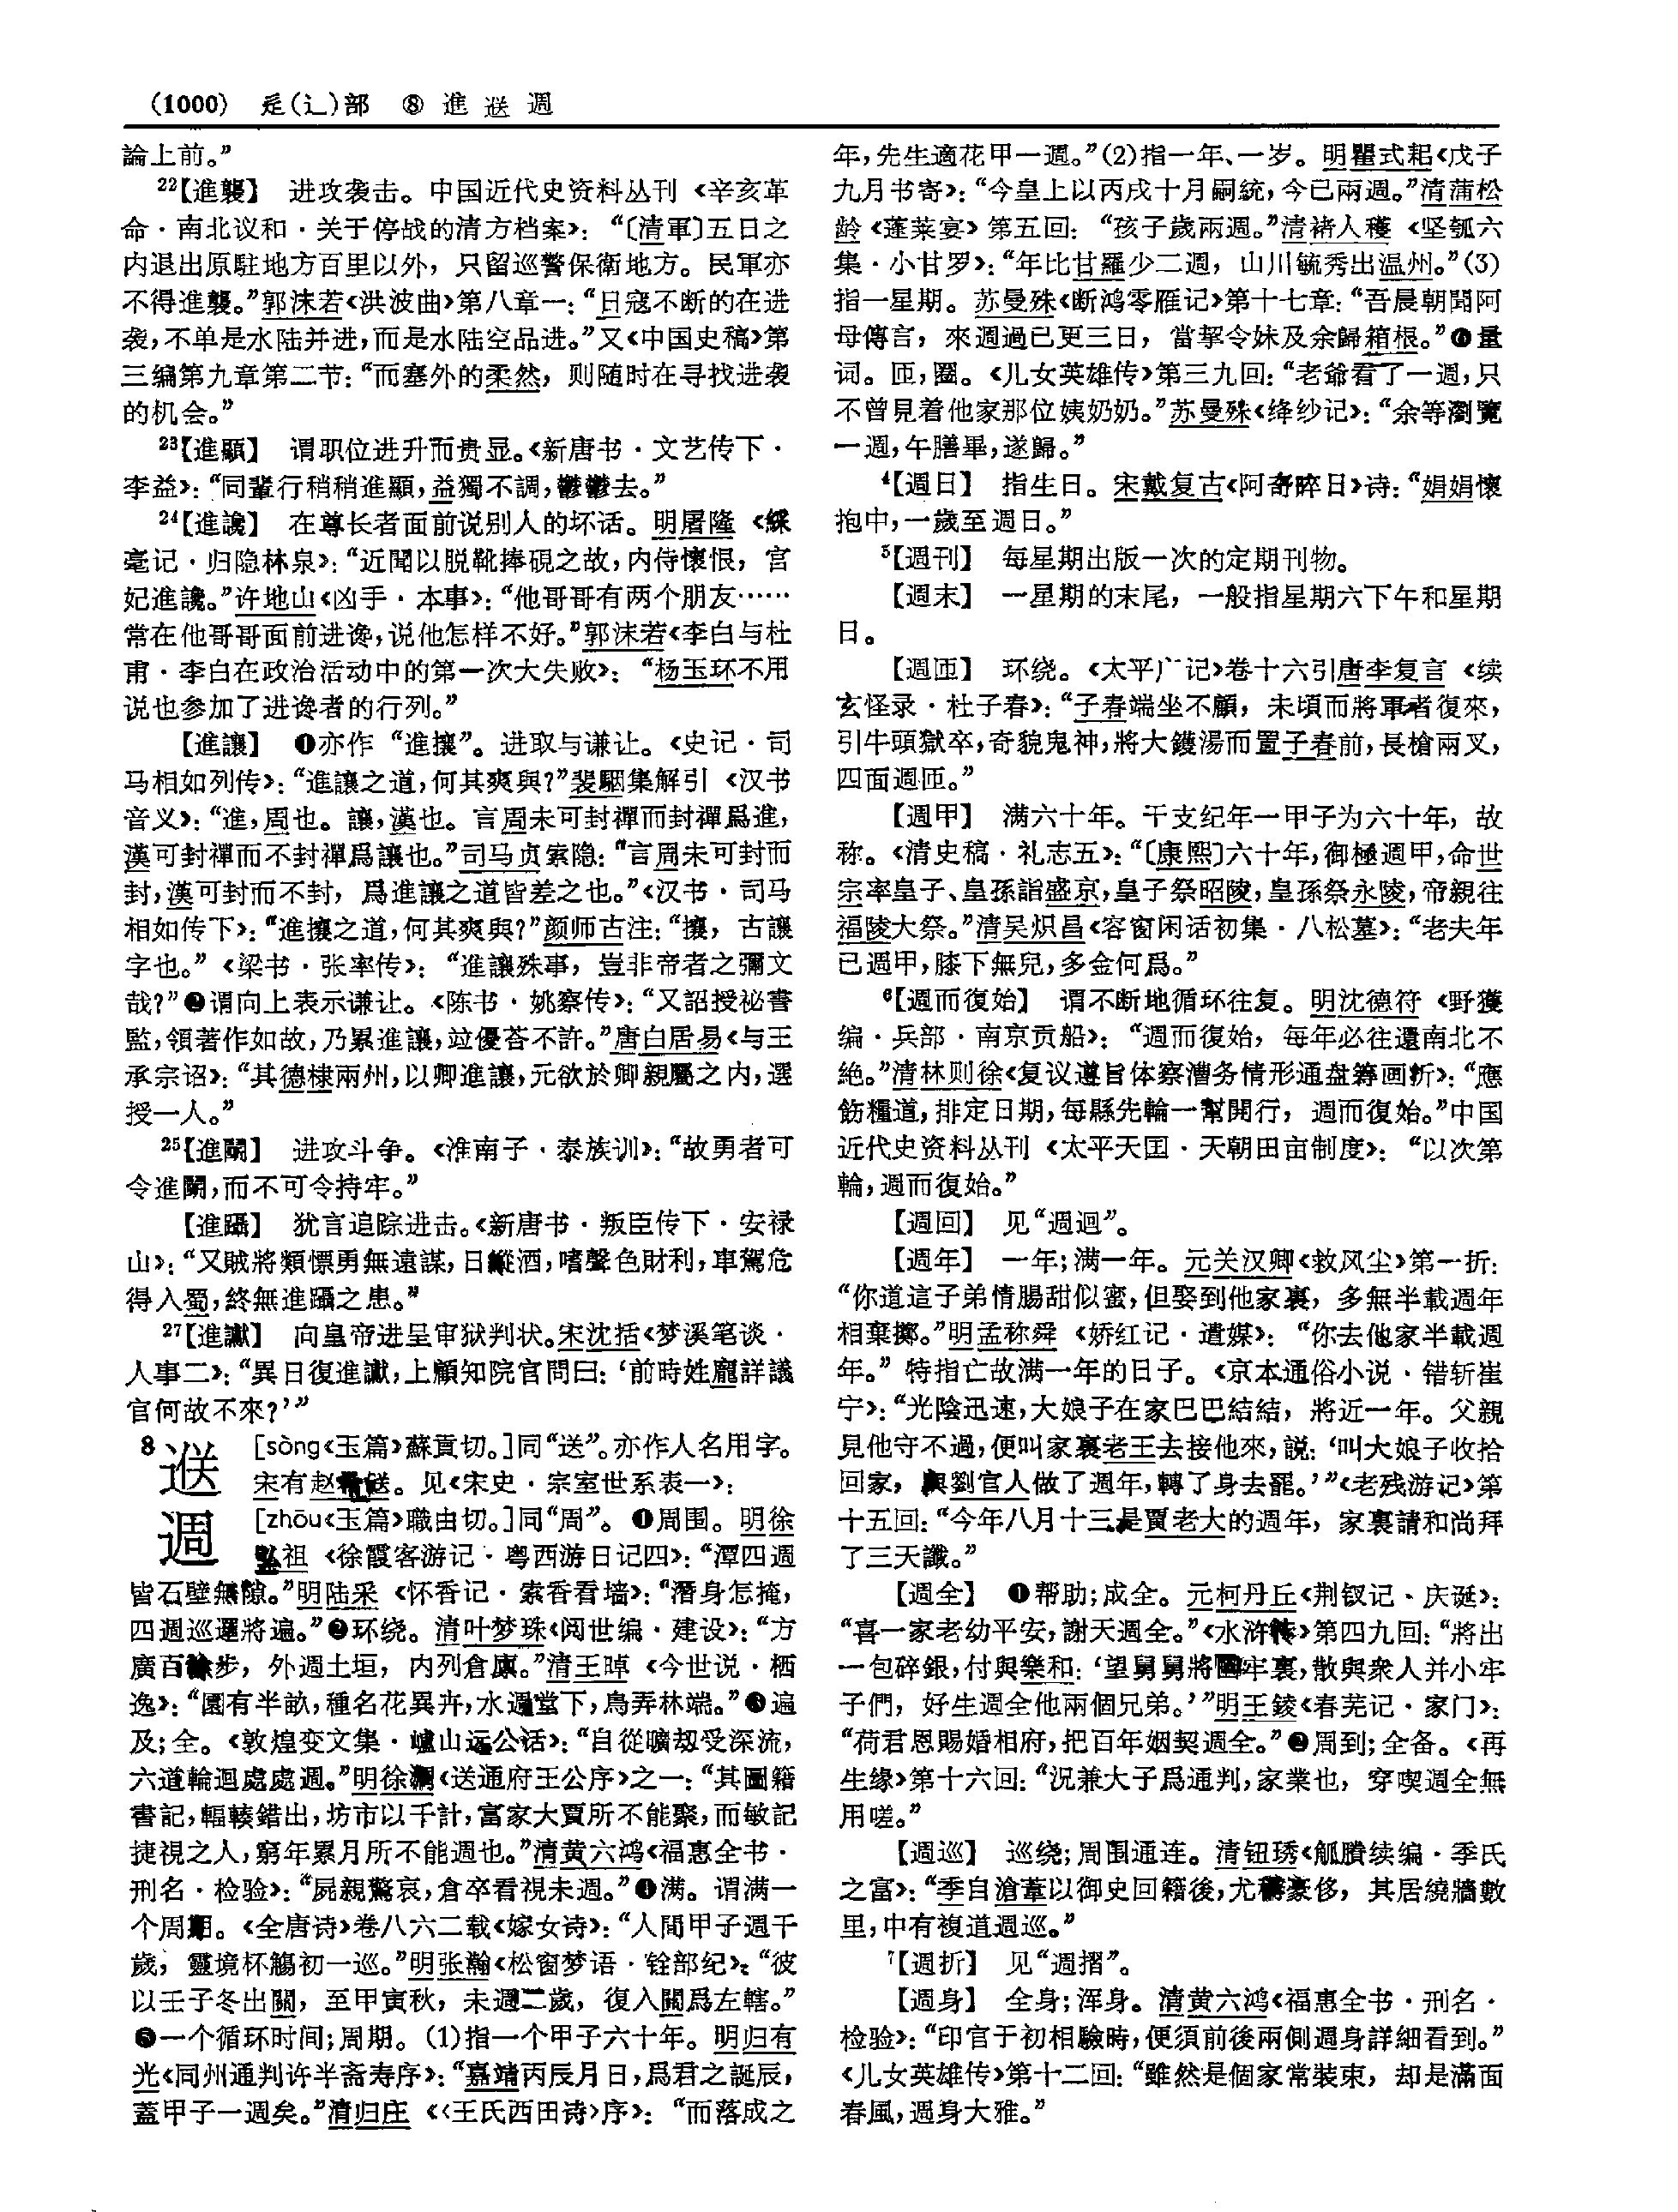 (1000) 辵(辶)部 ⑧ 進 𨓏 週
論上前。”
22【進襲】 进攻袭击。中国近代史资料丛刊《辛亥革
命·南北议和·关于停战的清方档案》：“〔清軍〕五日之
内退出原駐地方百里以外，只留巡警保衛地方。民軍亦
不得進襲。”郭沫若《洪波曲》第八章一：“日寇不断的在进
袭，不单是水陆并进，而是水陆空品进。”又《中国史稿》第
三编第九章第二节：“而塞外的柔然，则随时在寻找进袭
的机会。”
23【進顯】 谓职位进升而贵显。《新唐书·文艺传下·
李益》：“同輩行稍稍進顯，益獨不調，鬱鬱去。”
24【進讒】 在尊长者面前说别人的坏话。明屠隆《綵
毫记·归隐林泉》：“近聞以脱靴捧硯之故，内侍懷恨，宫
妃進讒。”许地山《凶手·本事》：“他哥哥有两个朋友……
常在他哥哥面前进谗，说他怎样不好。”郭沫若《李白与杜
甫·李白在政治活动中的第一次大失败》：“杨玉环不用
说也参加了进谗者的行列。”
【進讓】 ❶亦作“進攘”。进取与谦让。《史记·司
马相如列传》：“進讓之道，何其爽與?”裴駰集解引《汉书
音义》：“進，周也。讓，漢也。言周未可封禪而封禪爲進，
漢可封禪而不封禪爲讓也。”司马贞索隐：“言周未可封而
封，漢可封而不封，爲進讓之道皆差之也。”《汉书·司马
相如传下》：“進攘之道，何其爽與?”颜师古注：“攘，古讓
字也。”《梁书·张率传》：“進讓殊事，豈非帝者之彌文
哉?”❷谓向上表示谦让。《陈书·姚察传》：“又詔授祕書
監，領著作如故，乃累進讓，竝優荅不許。”唐白居易《与王
承宗诏》：“其德棣兩州，以卿進讓，元欲於卿親屬之内，選
授一人。”
25【進鬭】 进攻斗争。《淮南子·泰族训》：“故勇者可
令進鬭，而不可令持牢。”
【進躡】 犹言追踪进击。《新唐书·叛臣传下·安禄
山》：“又賊將類慓勇無遠謀，日縱酒，嗜聲色財利，車駕危
得入蜀，終無進躡之患。”
27【進讞】 向皇帝进呈审狱判状。宋沈括《梦溪笔谈·
人事二》：“異日復進讞，上顧知院官問曰：‘前時姓龐詳議
官何故不來?’”
8𨓏 [sòng《玉篇》蘇貢切。]同“送”。亦作人名用字。
宋有赵𨓏。见《宋史·宗室世系表一》：
週 [zhōu《玉篇》職由切。]同“周”。❶周围。明徐
弘祖《徐霞客游记·粤西游日记四》：“潭四週
皆石壁無隙。”明陆采《怀香记·索香看墙》：“潛身怎掩，
四週巡邏將遍。”❷环绕。清叶梦珠《阅世编·建设》：“方
廣百餘步，外週土垣，内列倉廪。”清王晫《今世说·栖
逸》：“園有半畝，種名花異卉，水週堂下，鳥弄林端。”❸遍
及；全。《敦煌变文集·嚧山远公话》：“自從曠劫受深流，
六道輪迴處處週。”明徐渭《送通府王公序》之一：“其圖籍
書記，輻輳錯出，坊市以千計，富家大賈所不能聚，而敏記
捷視之人，窮年累月所不能週也。”清黄六鸿《福惠全书·
刑名·检验》：“屍親驚哀，倉卒看視未週。”❹满。谓满一
个周期。《全唐诗》卷八六二载《嫁女诗》：“人間甲子週千
歲，靈境杯觴初一巡。”明张瀚《松窗梦语·铨部纪》：“彼
以壬子冬出關，至甲寅秋，未週二歲，復入關爲左轄。”
❺一个循环时间；周期。(1)指一个甲子六十年。明归有
光《同州通判许半斋寿序》：“嘉靖丙辰月日，爲君之誕辰，
蓋甲子一週矣。”清归庄《〈王氏西田诗〉序》：“而落成之
年，先生適花甲一週。”(2)指一年、一岁。明瞿式耜《戊子
九月书寄》：“今皇上以丙戌十月嗣統，今已兩週。”清蒲松
龄《蓬莱宴》第五回：“孩子歲兩週。”清褚人穫《坚瓠六
集·小甘罗》：“年比甘羅少二週，山川毓秀出温州。”(3)
指一星期。苏曼殊《断鸿零雁记》第十七章：“吾晨朝聞阿
母傳言，來週過已更三日，當挈令妹及余歸箱根。”❻量
词。匝，圈。《儿女英雄传》第三九回：“老爺看了一週，只
不曾見着他家那位姨奶奶。”苏曼殊《绛纱记》：“余等瀏覽
一週，午膳畢，遂歸。”
4【週日】 指生日。宋戴复古《阿奇晬日》诗：“娟娟懷
抱中，一歲至週日。”
5【週刊】 每星期出版一次的定期刊物。
【週末】 一星期的末尾，一般指星期六下午和星期
日。
【週匝】 环绕。《太平广记》卷十六引唐李复言《续
玄怪录·杜子春》：“子春端坐不顧，未頃而將軍者復來，
引牛頭獄卒，奇貌鬼神，將大鑊湯而置子春前，長槍兩叉，
四面週匝。”
【週甲】 满六十年。干支纪年一甲子为六十年，故
称。《清史稿·礼志五》：“〔康熙〕六十年，御極週甲，命世
宗率皇子、皇孫詣盛京，皇子祭昭陵，皇孫祭永陵，帝親往
福陵大祭。”清吴炽昌《客窗闲话初集·八松墓》：“老夫年
已週甲，膝下無兒，多金何爲。”
6【週而復始】 谓不断地循环往复。明沈德符《野獲
编·兵部·南京贡船》：“週而復始，每年必往還南北不
絶。”清林则徐《复议遵旨体察漕务情形通盘筹画折》：“應
飭糧道，排定日期，每縣先輪一幫開行，週而復始。”中国
近代史资料丛刊《太平天囯·天朝田亩制度》：“以次第
輪，週而復始。”
【週回】 见“週迴”。
【週年】 一年；满一年。元关汉卿《救风尘》第一折：
“你道這子弟情腸甜似蜜，但娶到他家裏，多無半載週年
相棄擲。”明孟称舜《娇红记·遣媒》：“你去他家半載週
年。”特指亡故满一年的日子。《京本通俗小说·错斩崔
宁》：“光陰迅速，大娘子在家巴巴結結，將近一年。父親
見他守不過，便叫家裏老王去接他來，説：‘叫大娘子收拾
回家，與劉官人做了週年，轉了身去罷。’”《老残游记》第
十五回：“今年八月十三是賈老大的週年，家裏請和尚拜
了三天讖。”
【週全】 ❶帮助；成全。元柯丹丘《荆钗记·庆诞》：
“喜一家老幼平安，謝天週全。”《水浒传》第四九回：“將出
一包碎銀，付與樂和：‘望舅舅將去牢裏，散與衆人并小牢
子們，好生週全他兩個兄弟。’”明王錂《春芜记·家门》：
“荷君恩賜婚相府，把百年姻契週全。”❷周到；全备。《再
生缘》第十六回：“況兼大子爲通判，家業也，穿喫週全無
用嗟。”
【週巡】 巡绕；周围通连。清钮琇《觚賸续编·季氏
之富》：“季自滄葦以御史回籍後，尤稱豪侈，其居繞牆數
里，中有複道週巡。”
7【週折】 见“週摺”。
【週身】 全身；浑身。清黄六鸿《福惠全书·刑名·
检验》：“印官于初相驗時，便須前後兩側週身詳細看到。”
《儿女英雄传》第十二回：“雖然是個家常裝束，却是滿面
春風，週身大雅。”